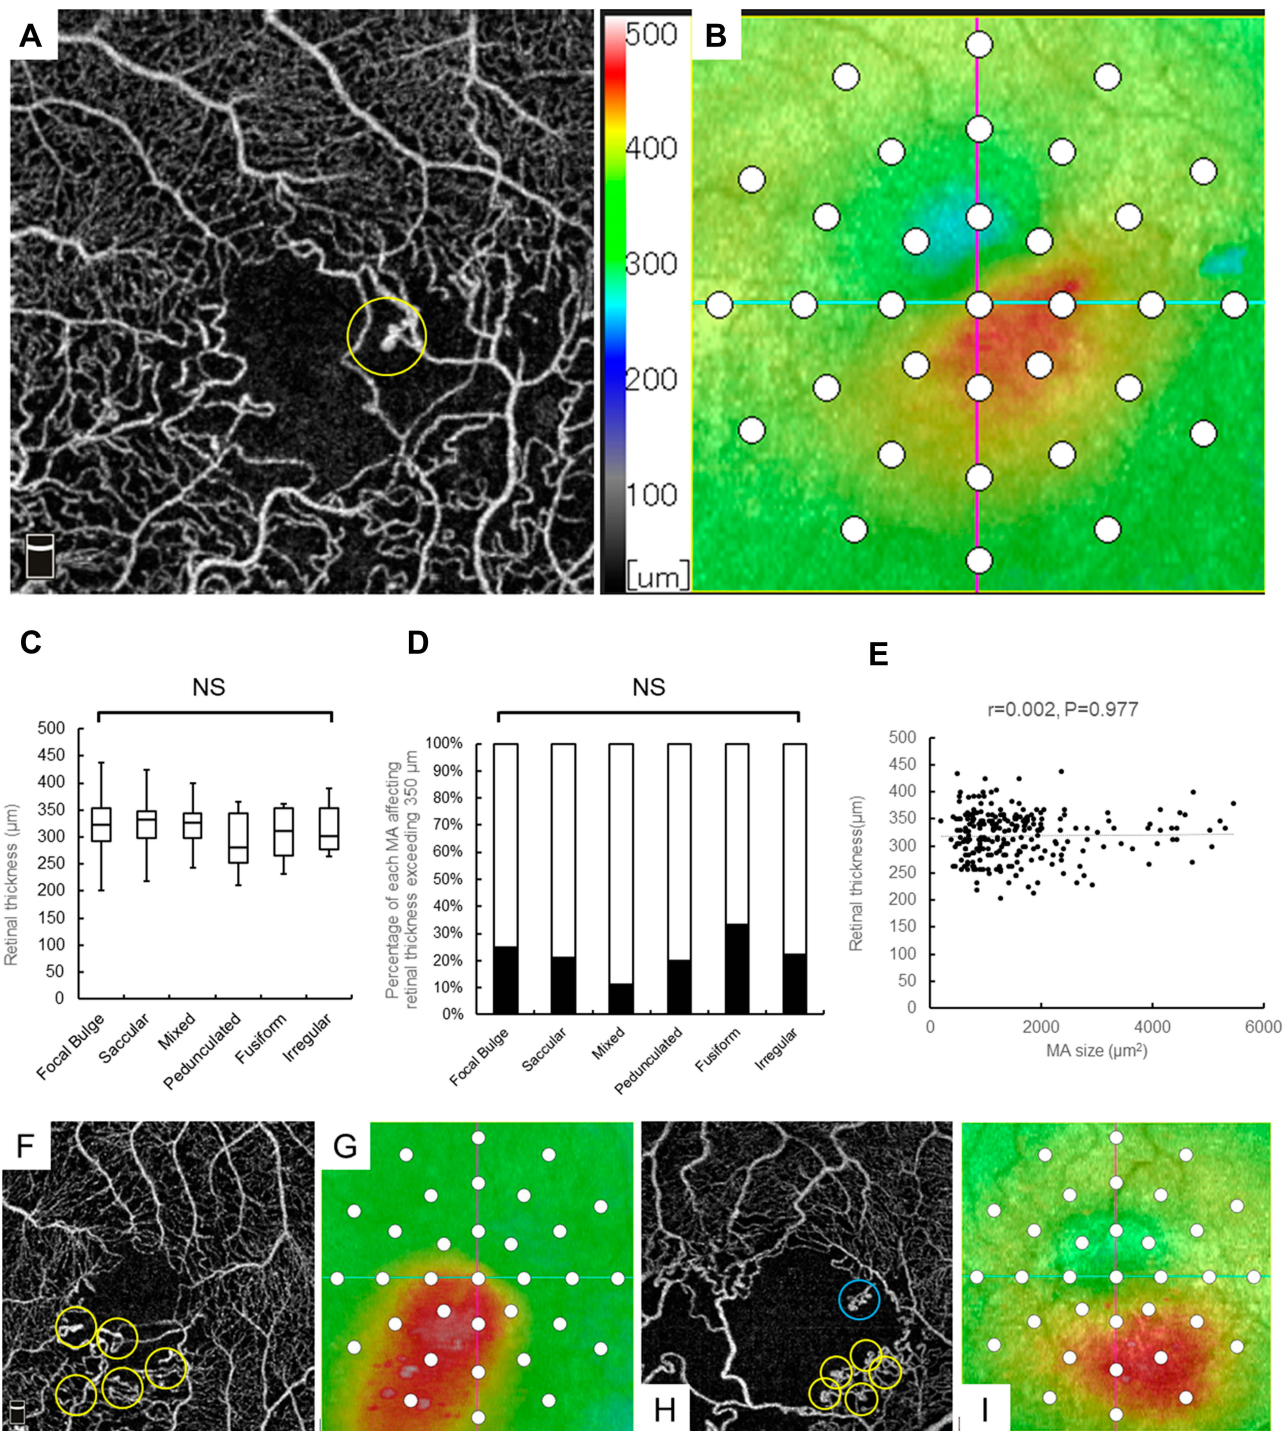 A
500
400
300
200
100
[um]
B
C
NS
Retinal thickness (μm)
500
450
400
350
300
250
200
150
100
50
0
Focal Bulge
Saccular
Mixed
Pedunculated
Fusiform
Irregular
D
NS
Percentage of each MA affecting
retinal thickness exceeding 350 μm
100%
90%
80%
70%
60%
50%
40%
30%
20%
10%
0%
Focal Bulge
Saccular
Mixed
Pedunculated
Fusiform
Irregular
E
r=0.002, P=0.977
Retinal thickness(μm)
500
450
400
350
300
250
150
100
50
0
0
2000
4000
6000
MA size (μm²)
F
G
H
I